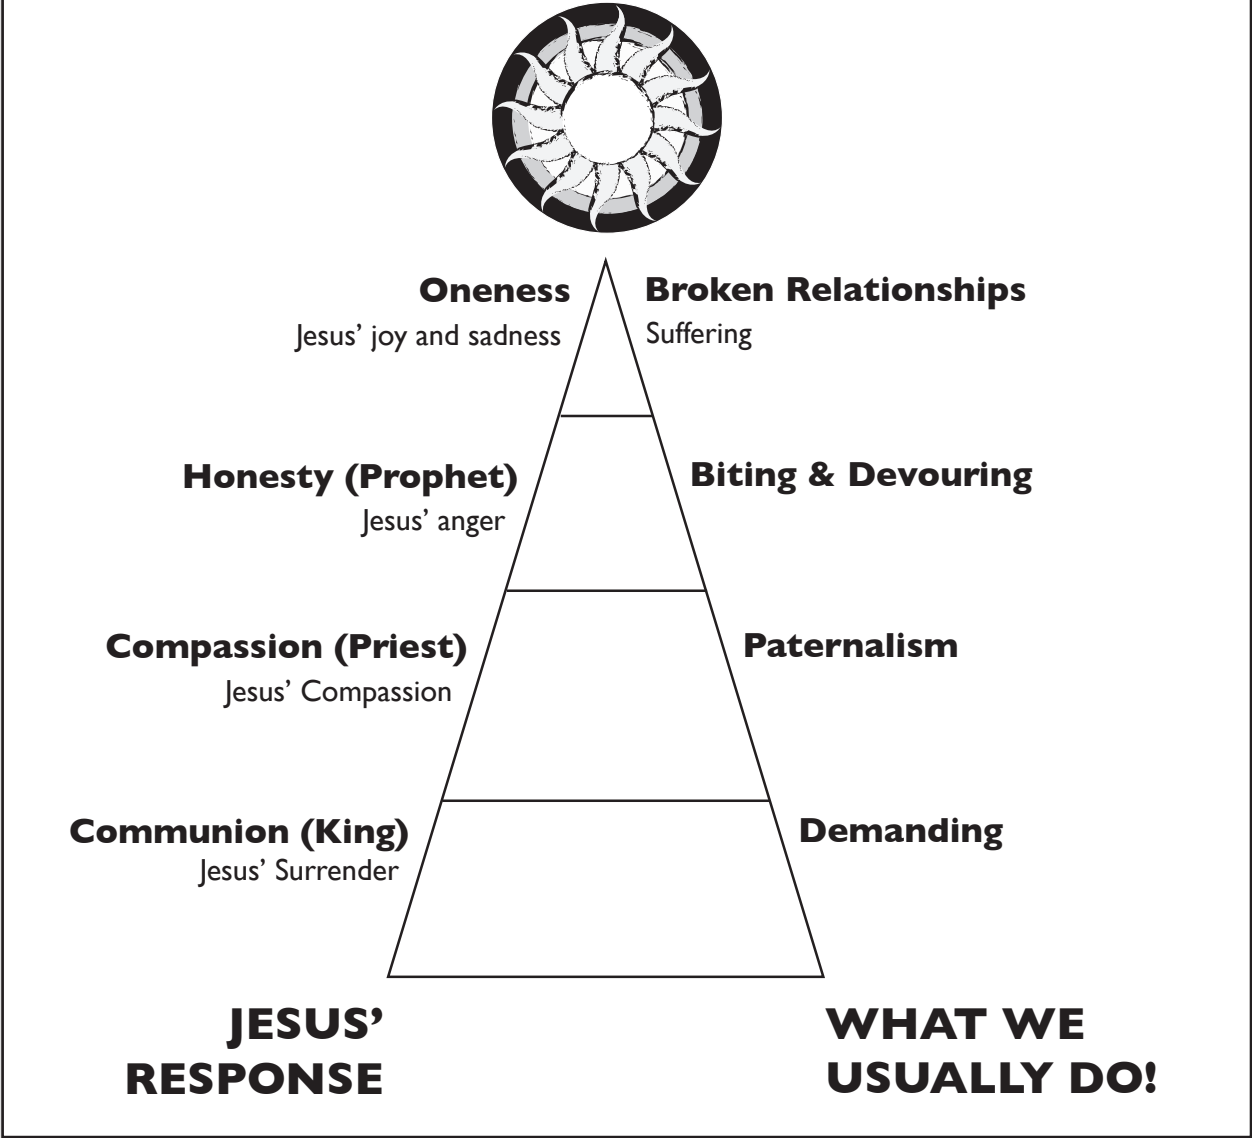 Oneness
Jesus’ joy and sadness
Broken Relationships
Suffering
Honesty (Prophet)
Jesus’ anger
Biting & Devouring
Compassion (Priest)
Jesus’ Compassion
Paternalism
Communion (King)
Jesus’ Surrender
Demanding
JESUS’
RESPONSE
WHAT WE
USUALLY DO!